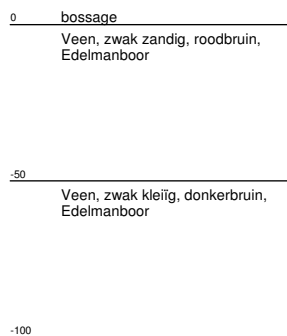 0 bossage
Veen, zwak zandig, roodbruin,
Edelmanboor
-50
Veen, zwak kleiïg, donkerbruin,
Edelmanboor
-100